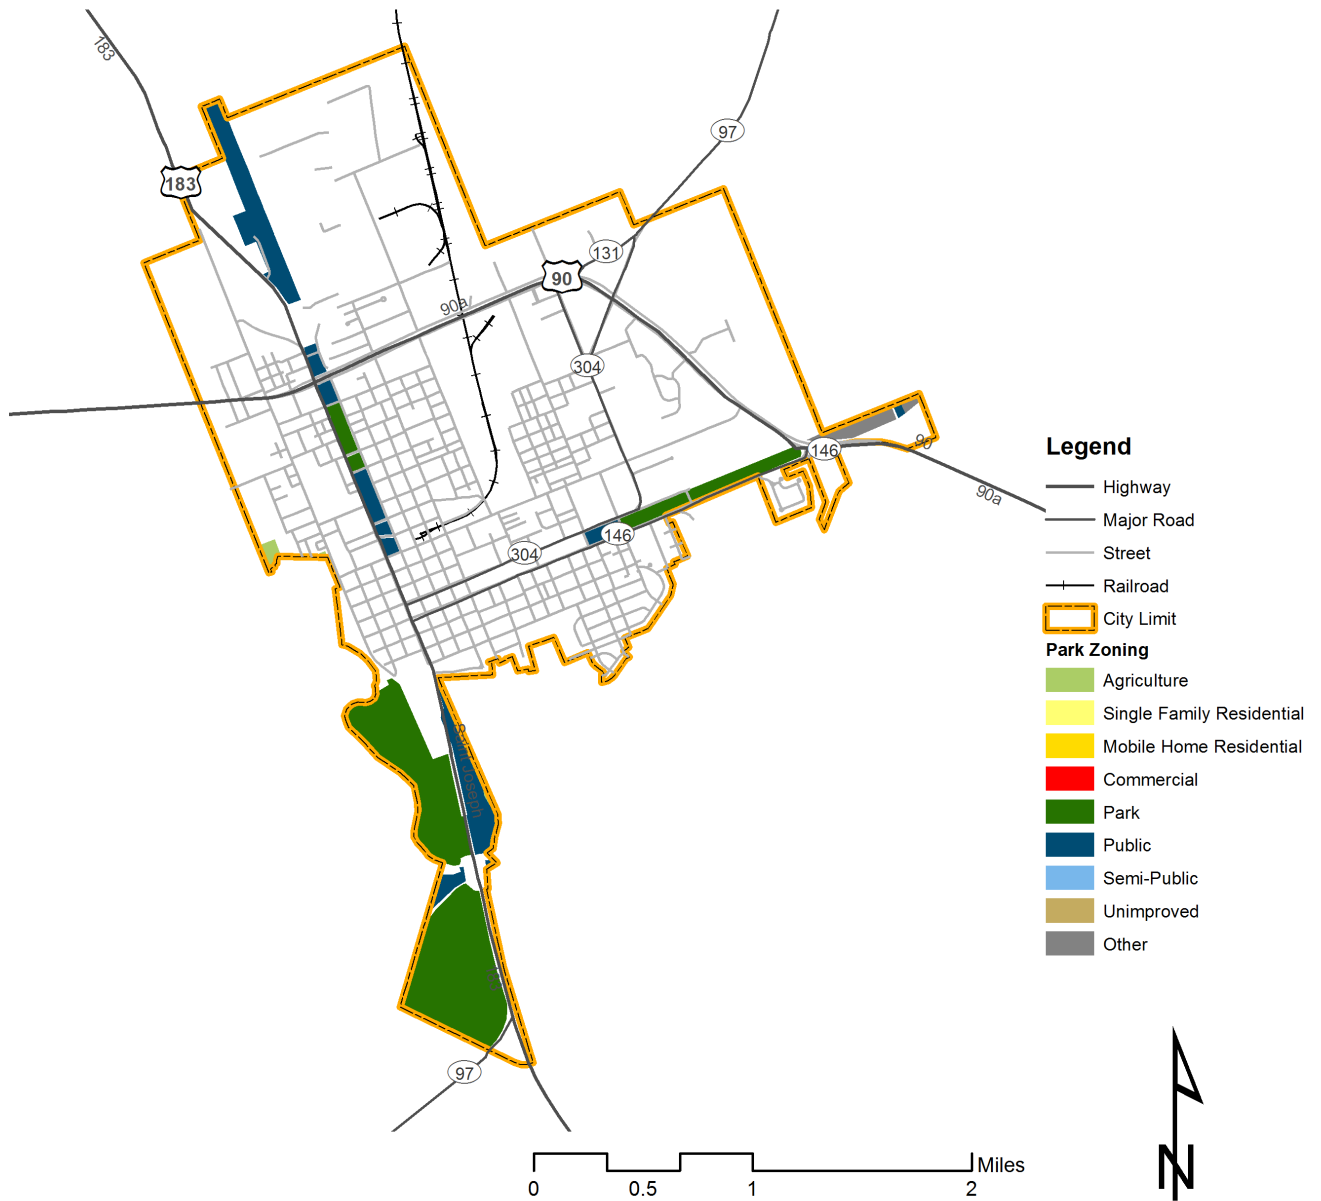 183
97
183
131
90
90a
304
146
90
90a
146
304
Saint Joseph
97
Legend
Highway
Major Road
Street
Railroad
City Limit
Park Zoning
Agriculture
Single Family Residential
Mobile Home Residential
Commercial
Park
Public
Semi-Public
Unimproved
Other
N
Miles
0 0.5 1 2